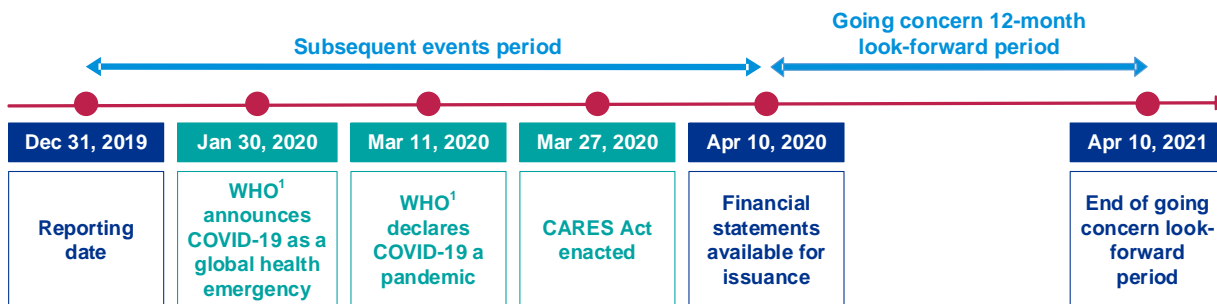 Subsequent events period
Going concern 12-month
look-forward period
Dec 31, 2019
Jan 30, 2020
Mar 11, 2020
Mar 27, 2020
Apr 10, 2020
Apr 10, 2021
Reporting
date
WHO¹
announces
COVID-19 as a
global health
emergency
WHO¹
declares
COVID-19 a
pandemic
CARES Act
enacted
Financial
statements
available for
issuance
End of going
concern look-
forward
period